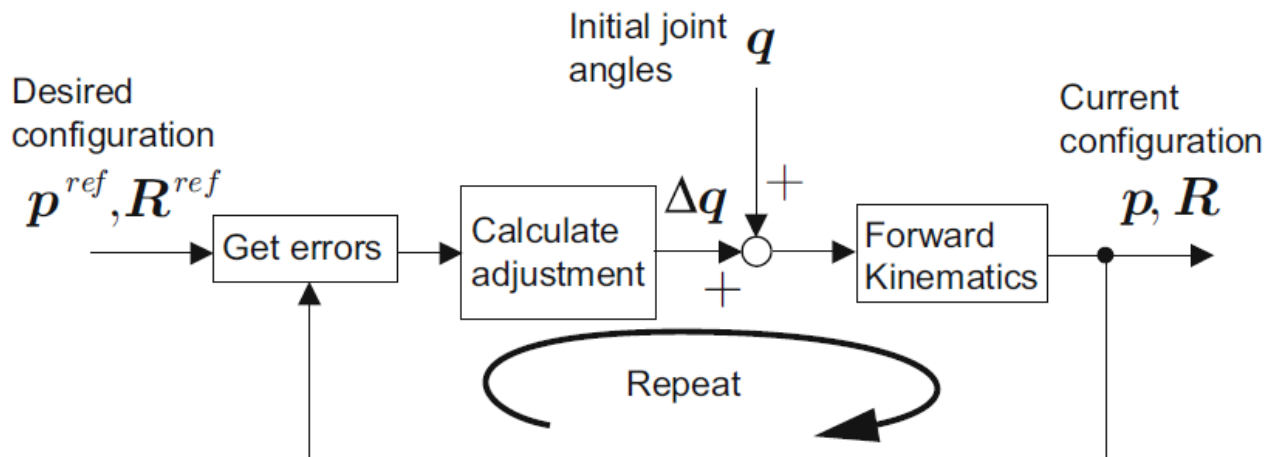 Initial joint
angles q
Desired
configuration
p^ref, R^ref
Current
configuration
p, R
Get errors
Calculate
adjustment
Δq
+
+
Forward
Kinematics
Repeat